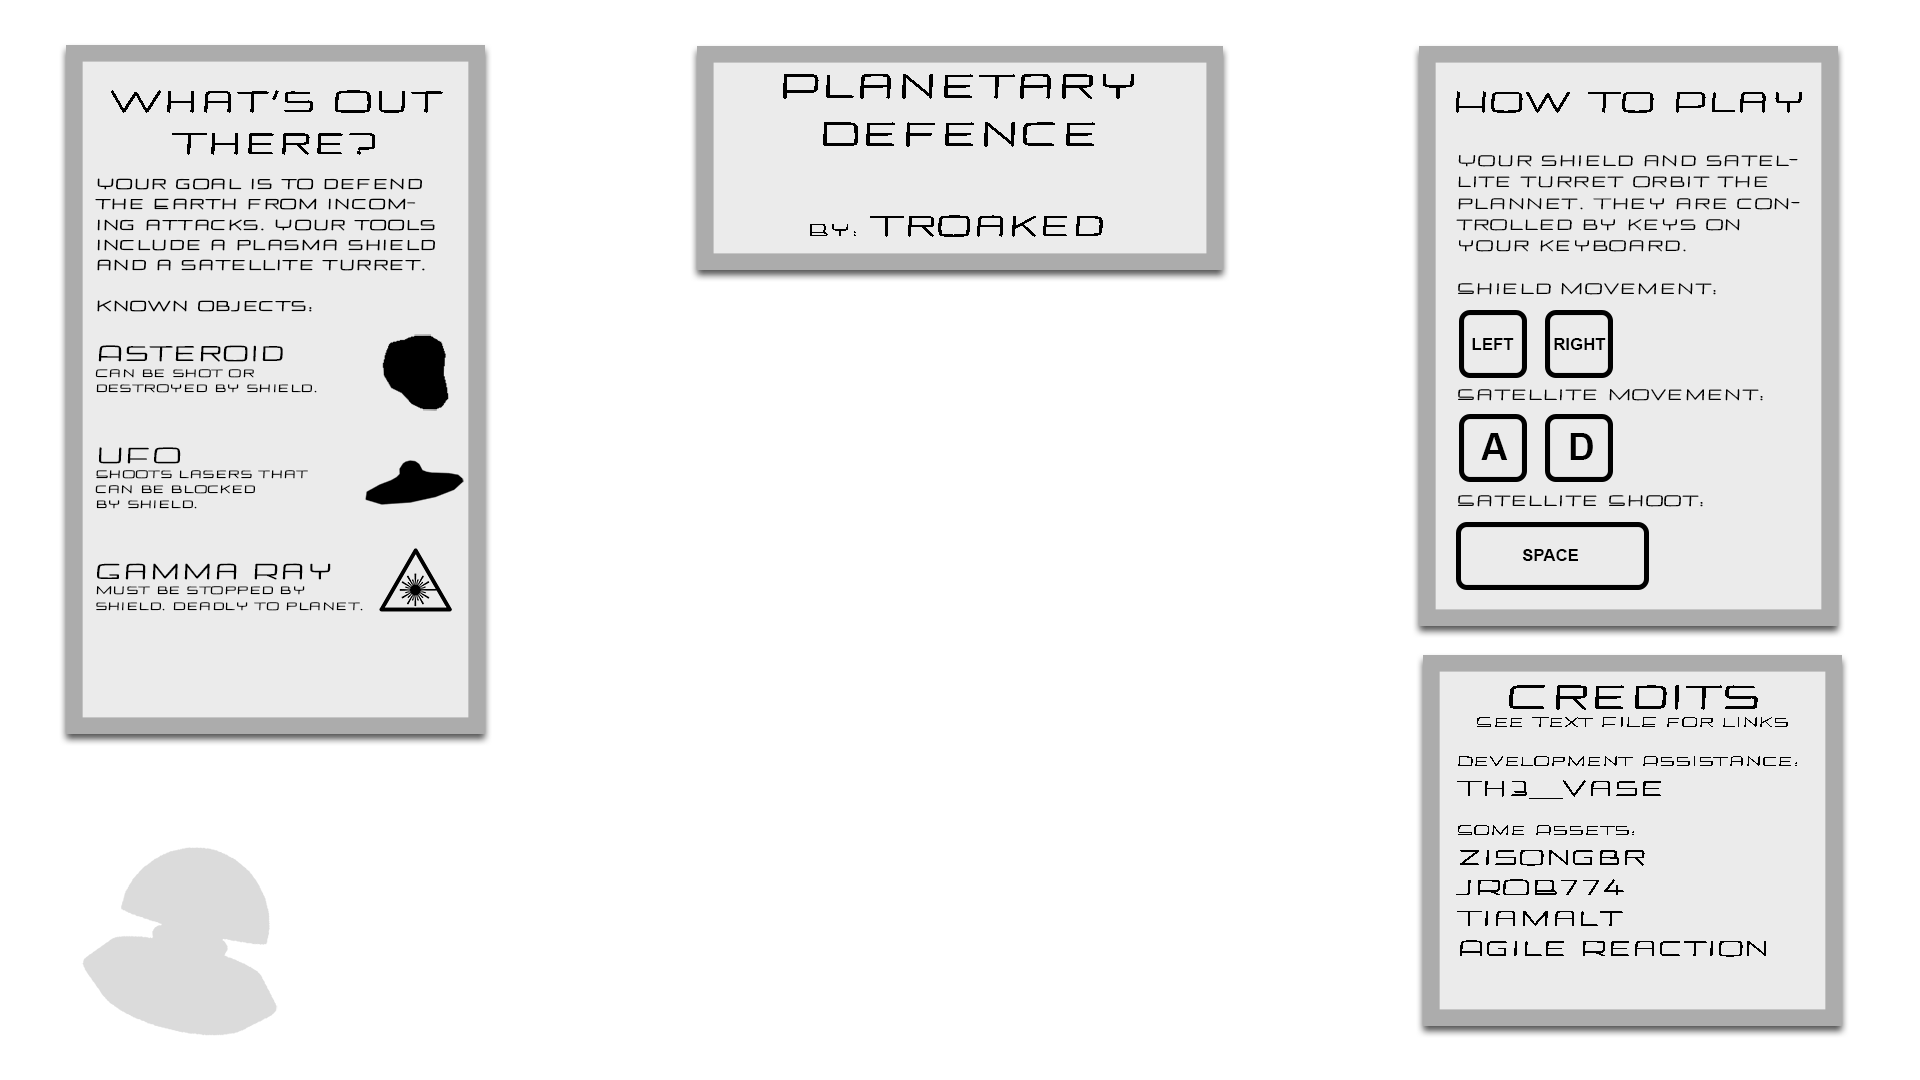 WHAT'S OUT
THERE?
YOUR GOAL IS TO DEFEND
THE EARTH FROM INCOM-
ING ATTACKS. YOUR TOOLS
INCLUDE A PLASMA SHIELD
AND A SATELLITE TURRET.
KNOWN OBJECTS:
ASTEROID
CAN BE SHOT OR
DESTROYED BY SHIELD.
UFO
SHOOTS LASERS THAT
CAN BE BLOCKED
BY SHIELD.
GAMMA RAY
MUST BE STOPPED BY
SHIELD. DEADLY TO PLANET.
PLANETARY
DEFENCE
BY: TROAKED
HOW TO PLAY
YOUR SHIELD AND SATEL-
LITE TURRET ORBIT THE
PLANNET. THEY ARE CON-
TROLLED BY KEYS ON
YOUR KEYBOARD.
SHIELD MOVEMENT:
LEFT RIGHT
SATELLITE MOVEMENT:
A D
SATELLITE SHOOT:
SPACE
CREDITS
SEE TEXT FILE FOR LINKS
DEVELOPMENT ASSISTANCE:
TH3__VASE
SOME ASSETS:
ZISONGBR
JROB774
TIAMALT
AGILE REACTION